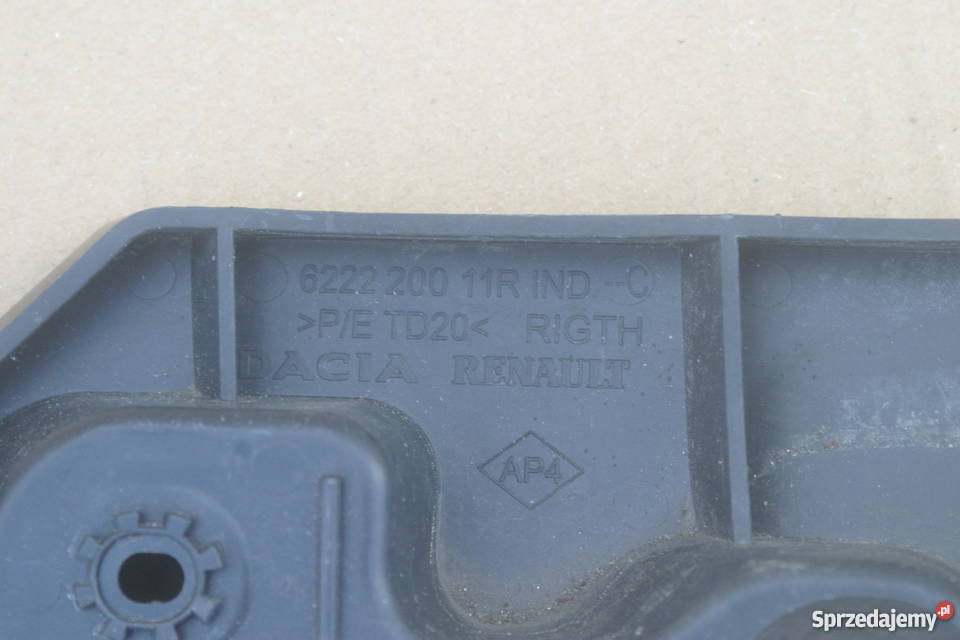 6222 200 11R IND --C
>P/E TD20< RIGTH
DACIA RENAULT
AP4
Sprzedajemy.pl